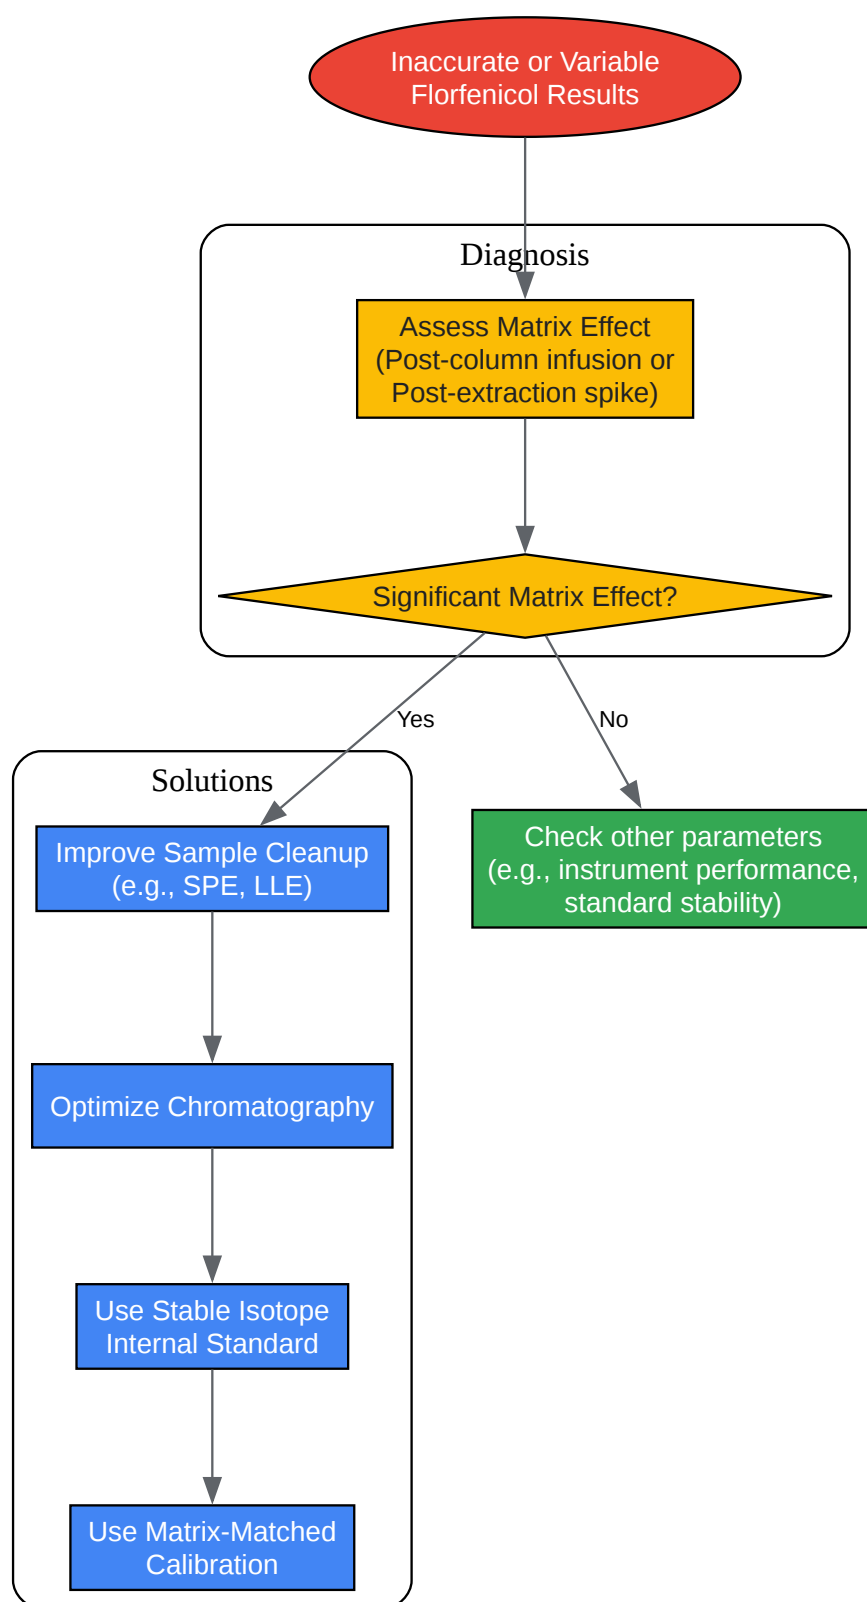 Inaccurate or Variable
Florfenicol Results
Diagnosis
Assess Matrix Effect
(Post-column infusion or
Post-extraction spike)
Significant Matrix Effect?
Yes
No
Solutions
Improve Sample Cleanup
(e.g., SPE, LLE)
Check other parameters
(e.g., instrument performance,
standard stability)
Optimize Chromatography
Use Stable Isotope
Internal Standard
Use Matrix-Matched
Calibration